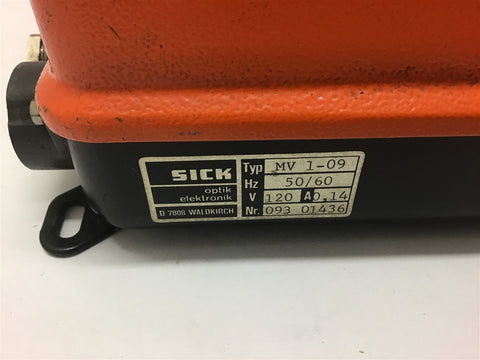 SICK
optik
elektronik
D 7808 WALDKIRCH
Typ MV 1-09
Hz 50/60
V 120 A 0,14
Nr. 093 01436